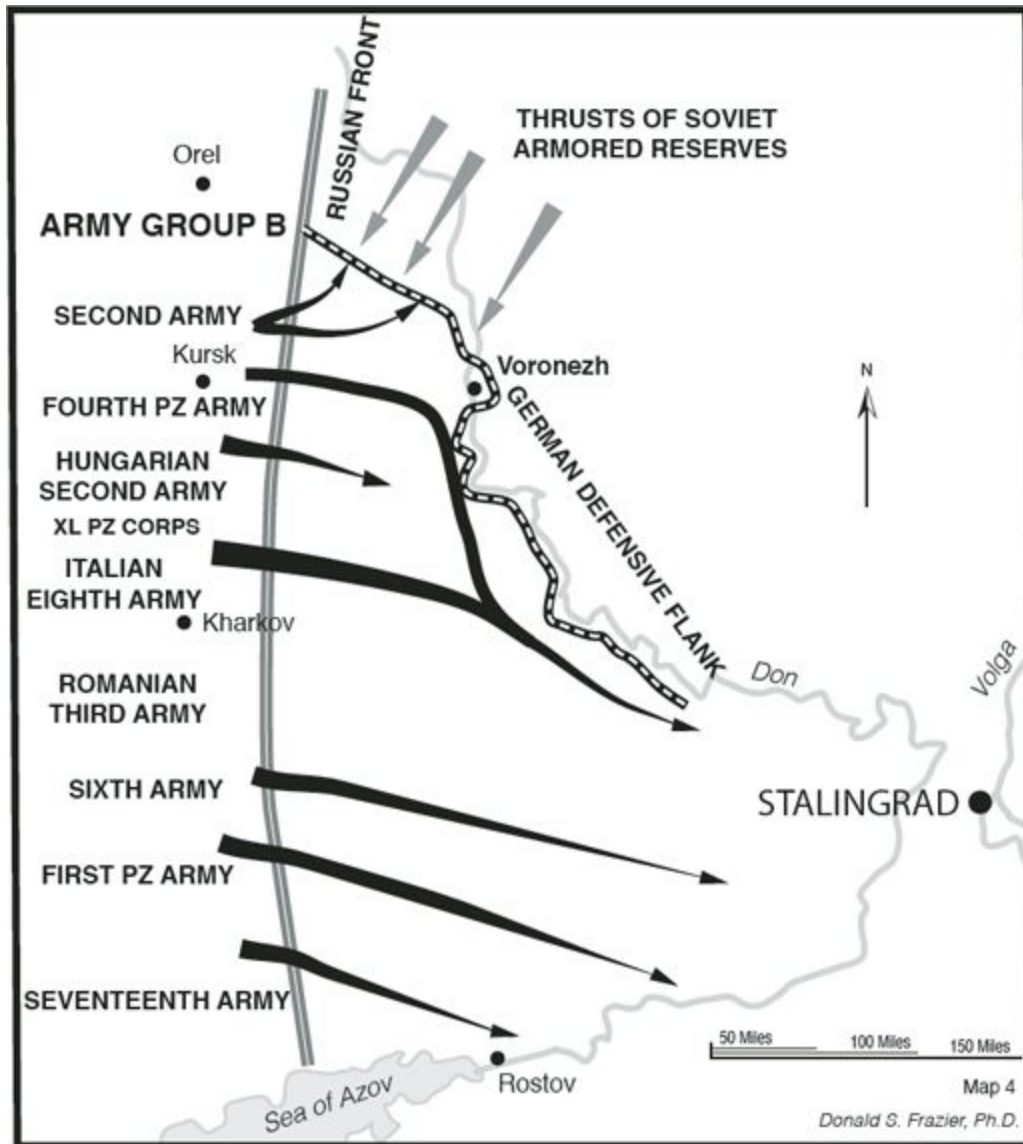 RUSSIAN FRONT
THRUSTS OF SOVIET
ARMORED RESERVES
Orel
ARMY GROUP B
SECOND ARMY
Kursk
Voronezh
N
FOURTH PZ ARMY
GERMAN DEFENSIVE FLANK
HUNGARIAN
SECOND ARMY
XL PZ CORPS
ITALIAN
EIGHTH ARMY
Kharkov
Don
Volga
ROMANIAN
THIRD ARMY
SIXTH ARMY
STALINGRAD
FIRST PZ ARMY
SEVENTEENTH ARMY
50 Miles
100 Miles
150 Miles
Rostov
Sea of Azov
Map 4
Donald S. Frazier, Ph.D.